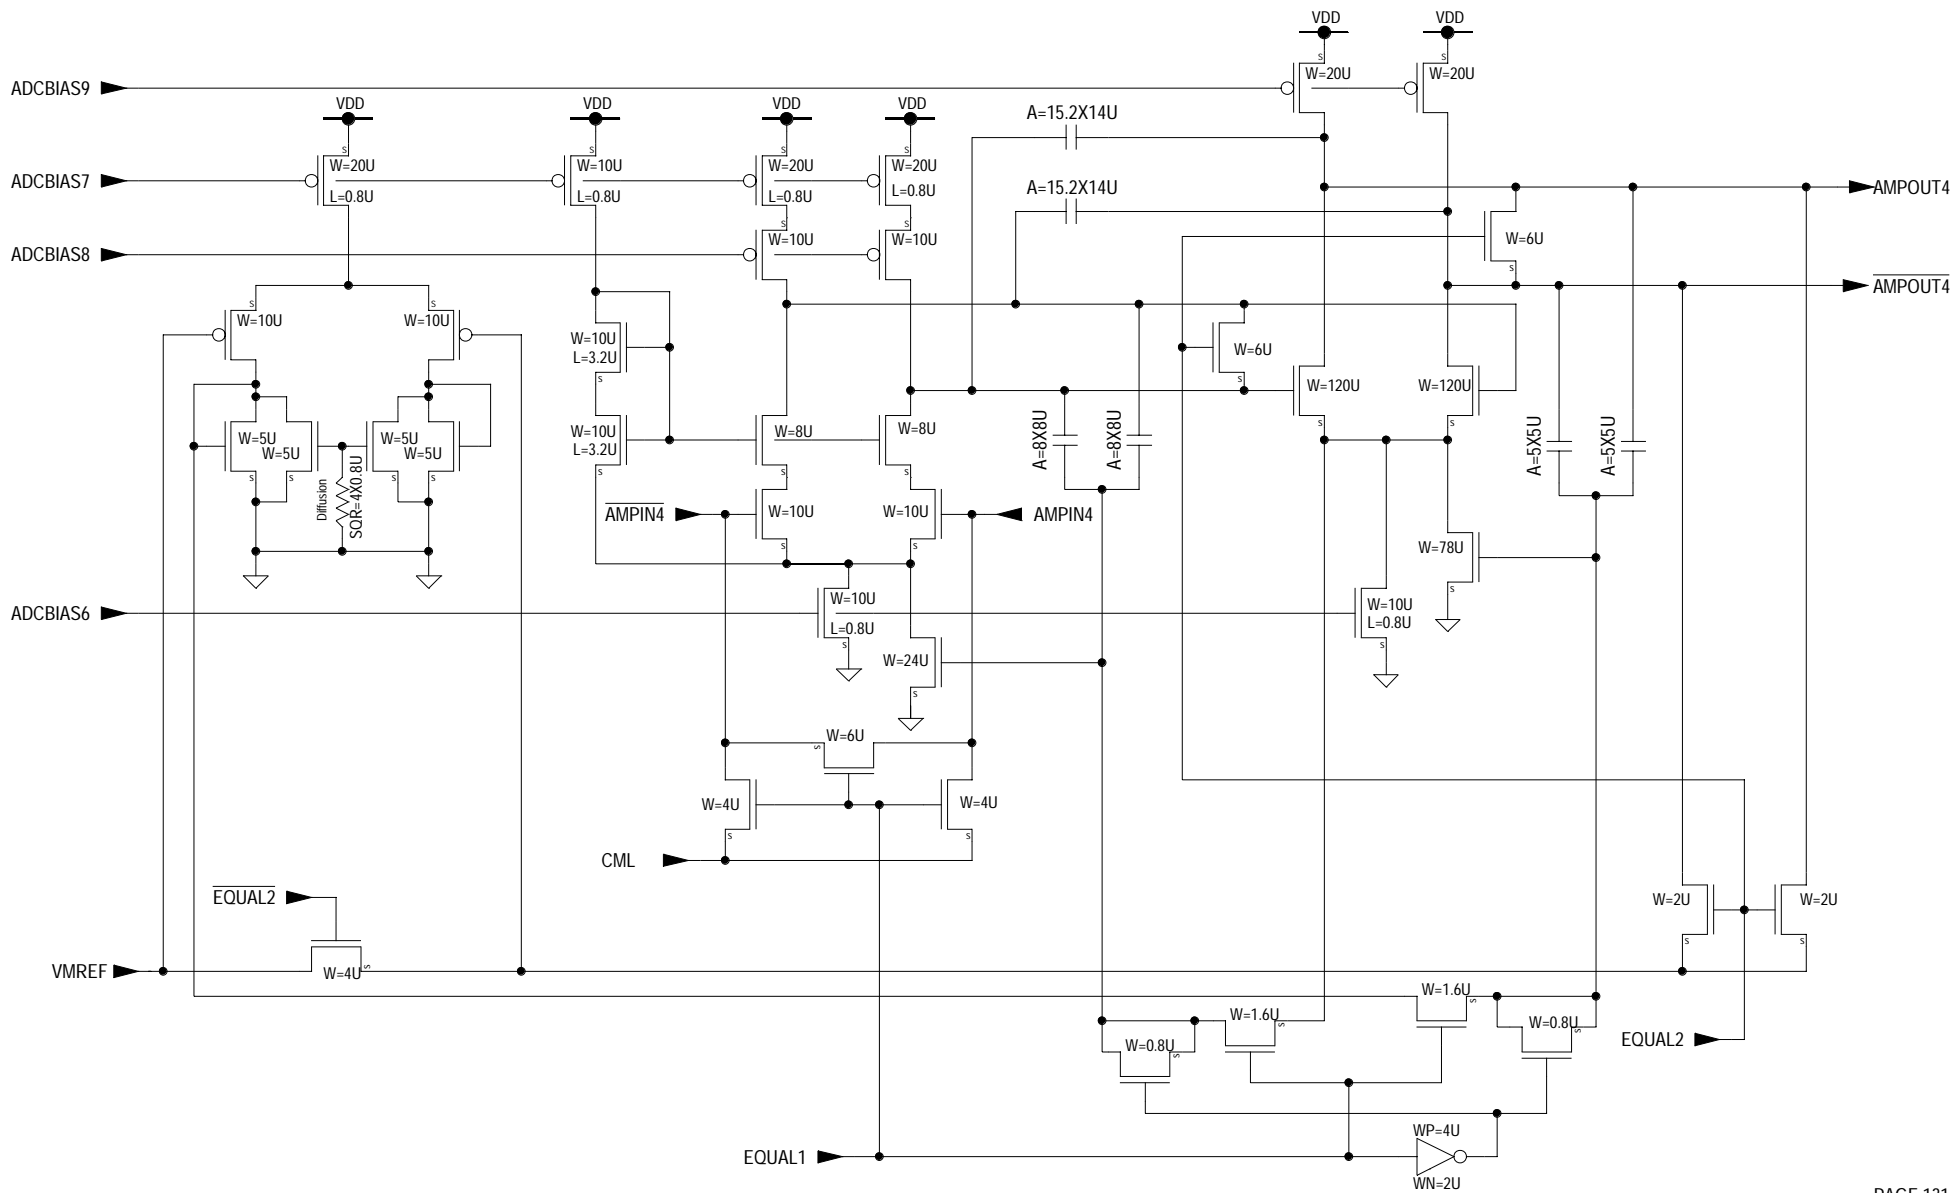 VDD
VDD
ADCBIAS9
W=20U
s
W=20U
s
VDD
VDD
VDD
VDD
A=15.2X14U
ADCBIAS7
W=20U
L=0.8U
s
W=10U
L=0.8U
s
W=20U
L=0.8U
s
W=20U
L=0.8U
s
A=15.2X14U
AMPOUT4
ADCBIAS8
W=10U
s
W=10U
s
W=6U
s
AMPOUT4
W=10U
s
W=10U
s
W=10U
L=3.2U
s
W=6U
s
W=120U
s
W=120U
s
W=5U
W=5U
s
s
Diffusion
SQR=4X0.8U
W=5U
W=5U
s
s
W=10U
L=3.2U
s
W=8U
s
W=8U
s
A=8X8U
A=8X8U
A=5X5U
A=5X5U
AMPIN4
W=10U
s
W=10U
s
AMPIN4
W=78U
s
ADCBIAS6
W=10U
L=0.8U
s
W=10U
L=0.8U
s
W=24U
s
W=6U
s
W=4U
s
W=4U
s
CML
EQUAL2
W=2U
s
W=2U
s
VMREF
W=4U
s
W=1.6U
s
W=1.6U
s
W=0.8U
s
W=0.8U
s
EQUAL2
WP=4U
EQUAL1
WN=2U